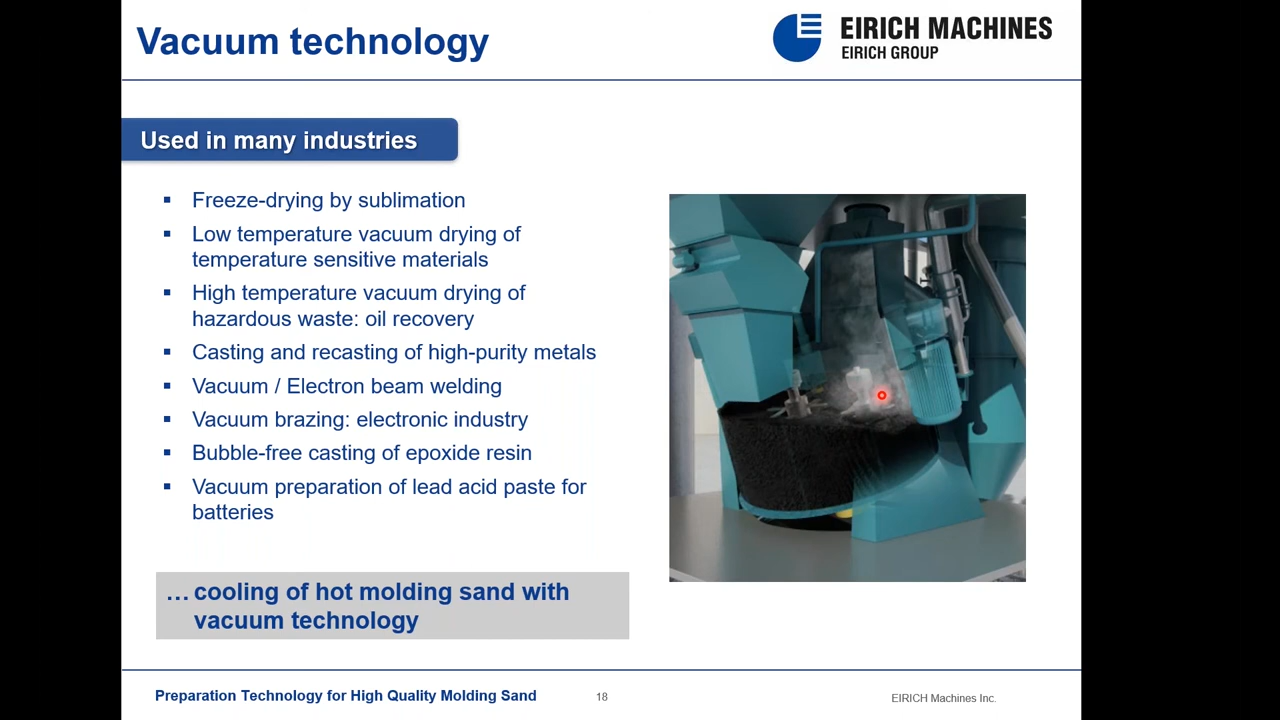 Vacuum technology
EIRICH MACHINES
EIRICH GROUP
Used in many industries
▪ Freeze-drying by sublimation
▪ Low temperature vacuum drying of
temperature sensitive materials
▪ High temperature vacuum drying of
hazardous waste: oil recovery
▪ Casting and recasting of high-purity metals
▪ Vacuum / Electron beam welding
▪ Vacuum brazing: electronic industry
▪ Bubble-free casting of epoxide resin
▪ Vacuum preparation of lead acid paste for
batteries
… cooling of hot molding sand with
vacuum technology
Preparation Technology for High Quality Molding Sand
18
EIRICH Machines Inc.